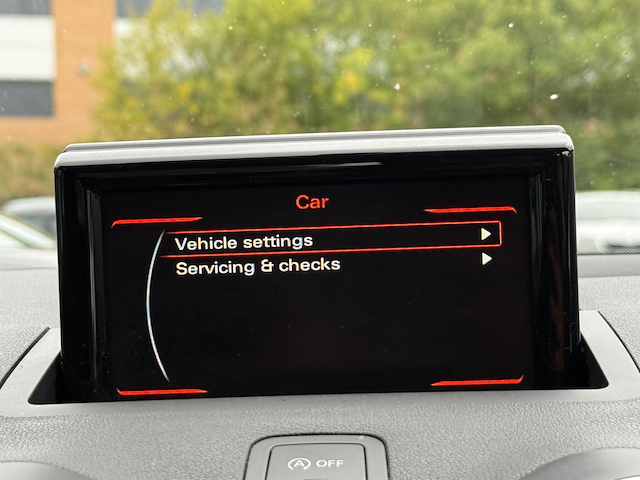 Car
Vehicle settings
Servicing & checks
A OFF